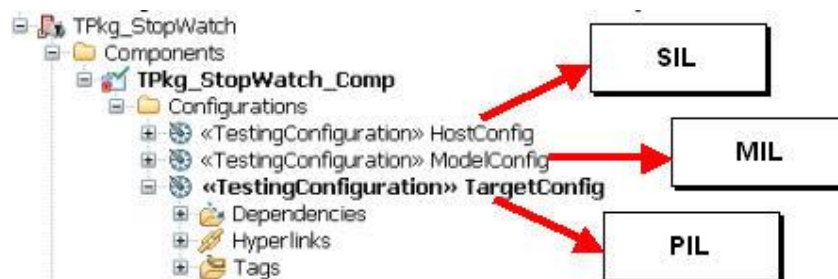 TPkg_StopWatch
Components
SIL
TPkg_StopWatch_Comp
Configurations
«TestingConfiguration» HostConfig
«TestingConfiguration» ModelConfig
MIL
«TestingConfiguration» TargetConfig
Dependencies
Hyperlinks
PIL
Tags